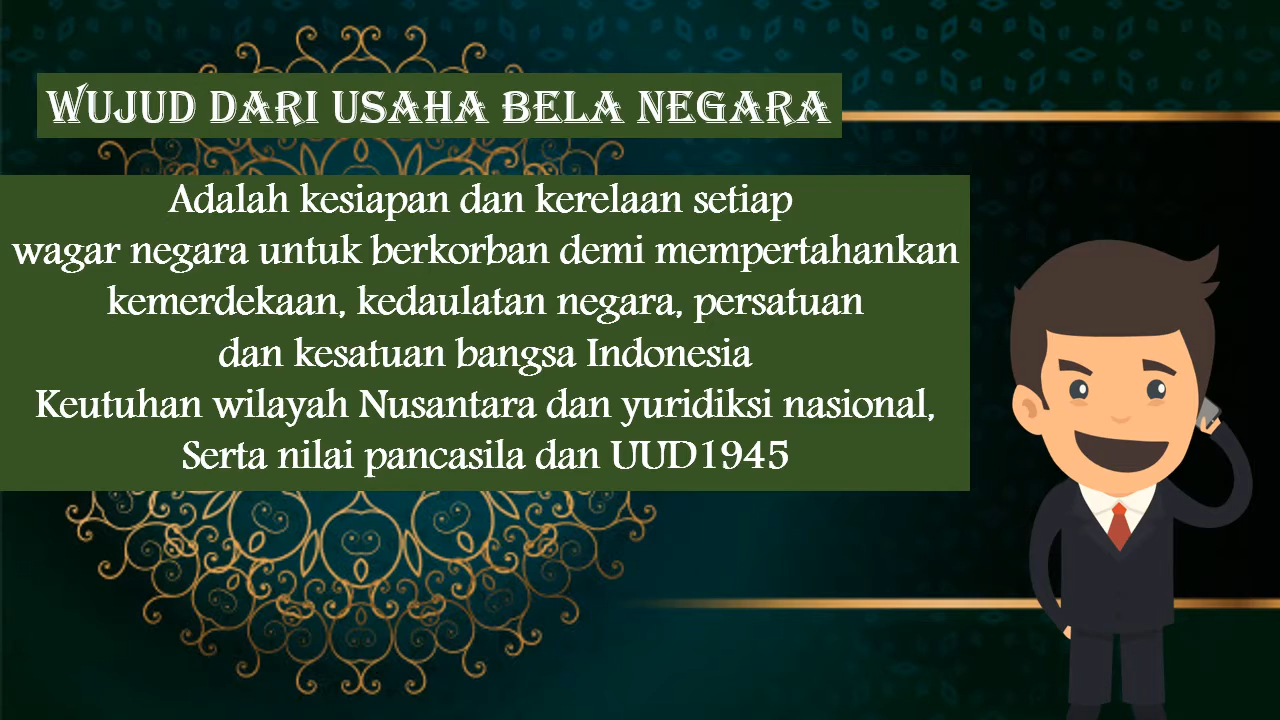 WUJUD DARI USAHA BELA NEGARA
Adalah kesiapan dan kerelaan setiap
wagar negara untuk berkorban demi mempertahankan
kemerdekaan, kedaulatan negara, persatuan
dan kesatuan bangsa Indonesia
Keutuhan wilayah Nusantara dan yuridiksi nasional,
Serta nilai pancasila dan UUD1945